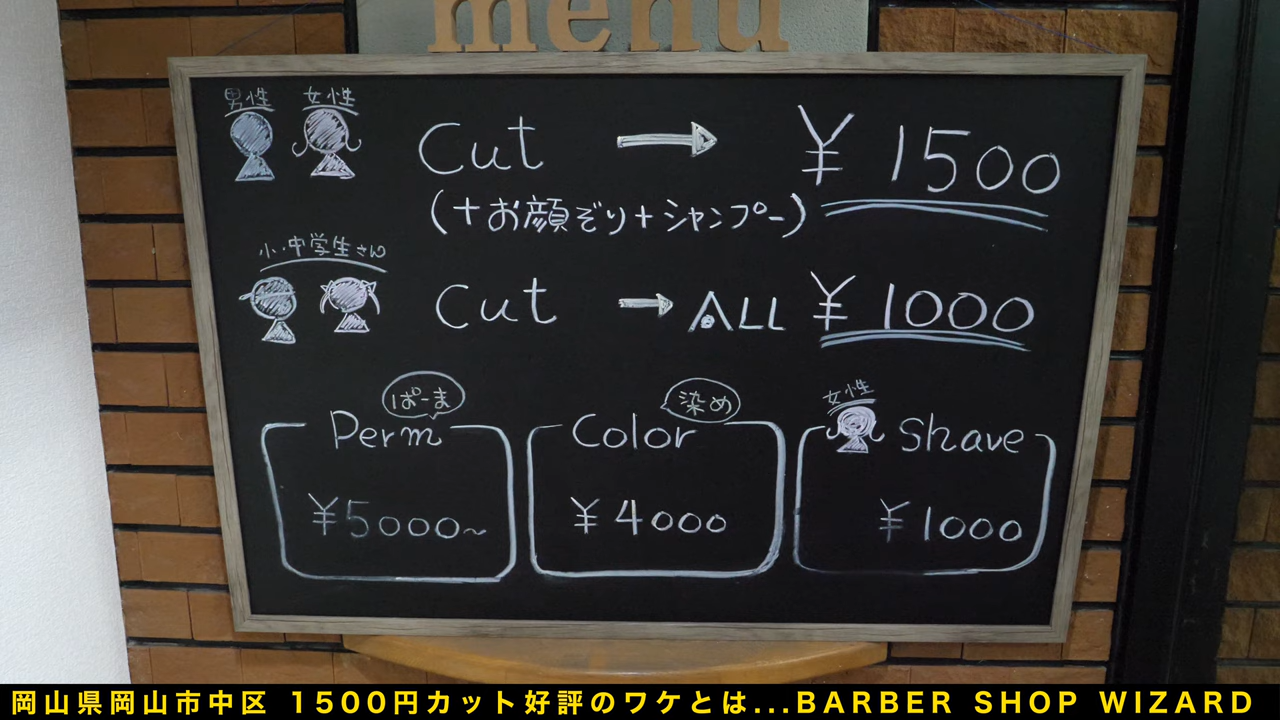 menu
男性 女性
Cut → ¥1500
(+お顔ぞり+シャンプー)
小・中学生さん
Cut → ALL ¥1000
ぱーま
Perm
¥5000~
染め
Color
¥4000
女性
Shave
¥1000
岡山県岡山市中区 1500円カット好評のワケとは...BARBER SHOP WIZARD